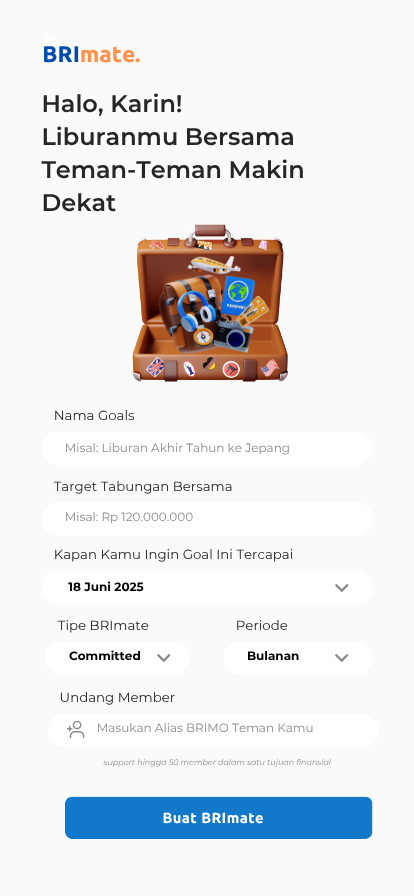 BRImate.
Halo, Karin!
Liburanmu Bersama
Teman-Teman Makin
Dekat
PASSPORT
Nama Goals
Misal: Liburan Akhir Tahun ke Jepang
Target Tabungan Bersama
Misal: Rp 120.000.000
Kapan Kamu Ingin Goal Ini Tercapai
18 Juni 2025
Tipe BRImate
Periode
Committed
Bulanan
Undang Member
Masukan Alias BRIMO Teman Kamu
support hingga 50 member dalam satu tujuan finansial
Buat BRImate